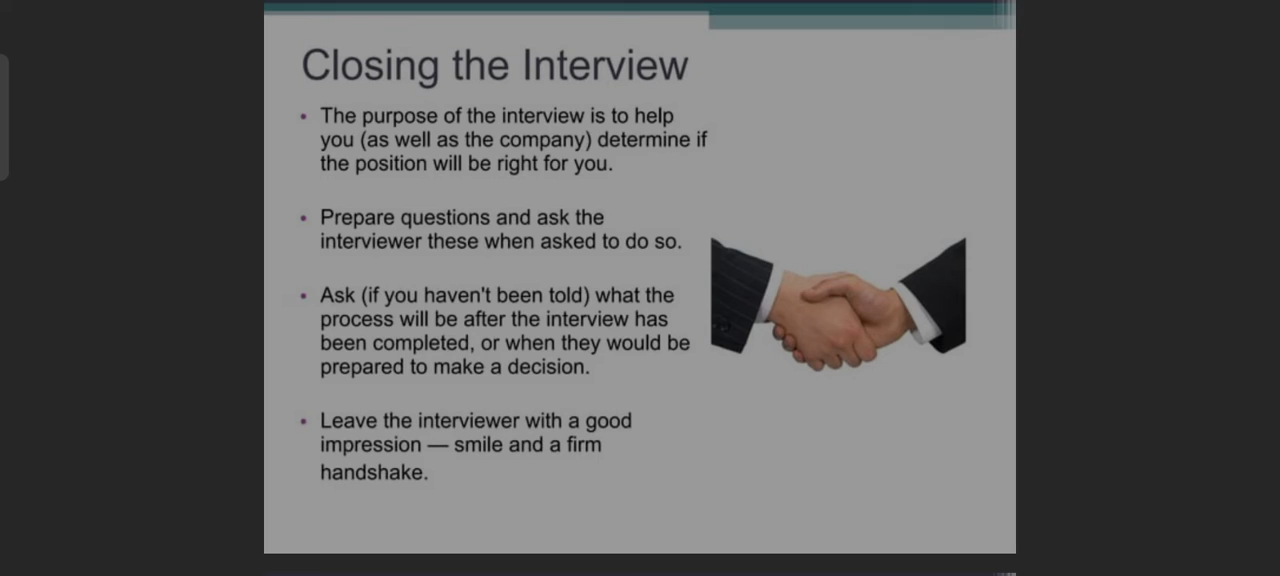 Closing the Interview
• The purpose of the interview is to help
you (as well as the company) determine if
the position will be right for you.
• Prepare questions and ask the
interviewer these when asked to do so.
• Ask (if you haven't been told) what the
process will be after the interview has
been completed, or when they would be
prepared to make a decision.
• Leave the interviewer with a good
impression — smile and a firm
handshake.